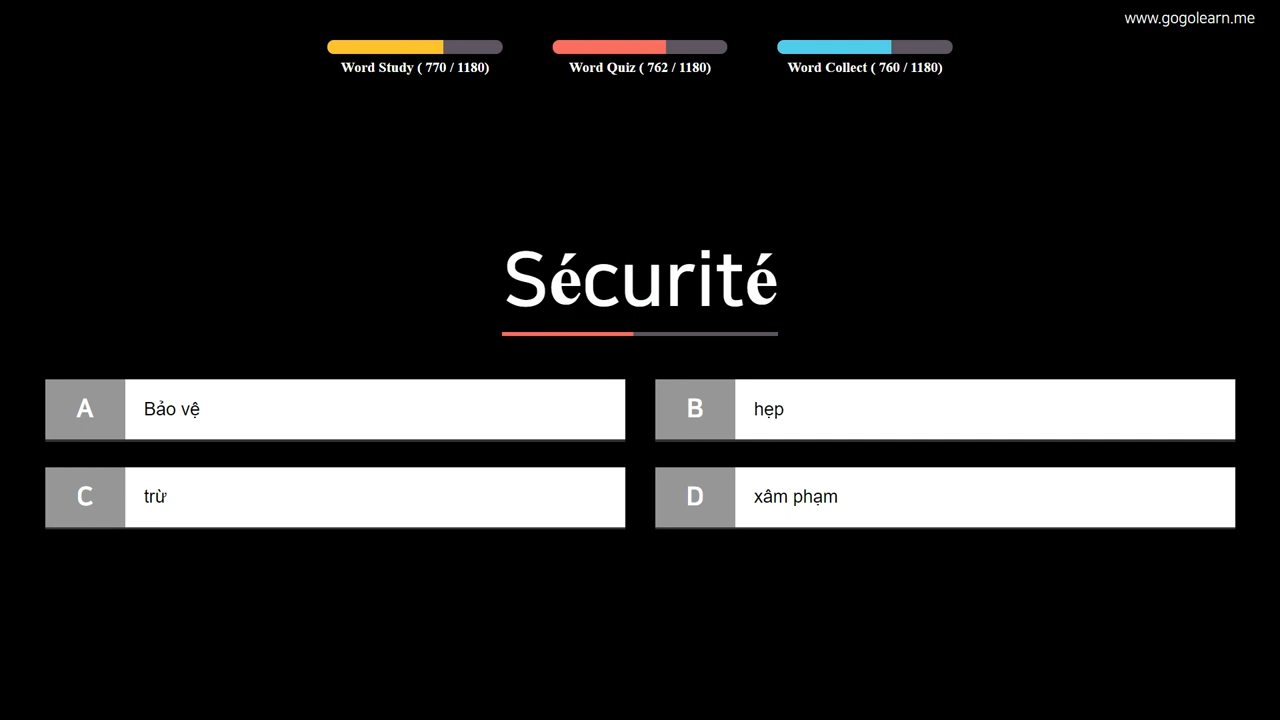 www.gogolearn.me
Word Study ( 770 / 1180)
Word Quiz ( 762 / 1180)
Word Collect ( 760 / 1180)
Sécurité
A Bảo vệ
B hẹp
C trừ
D xâm phạm